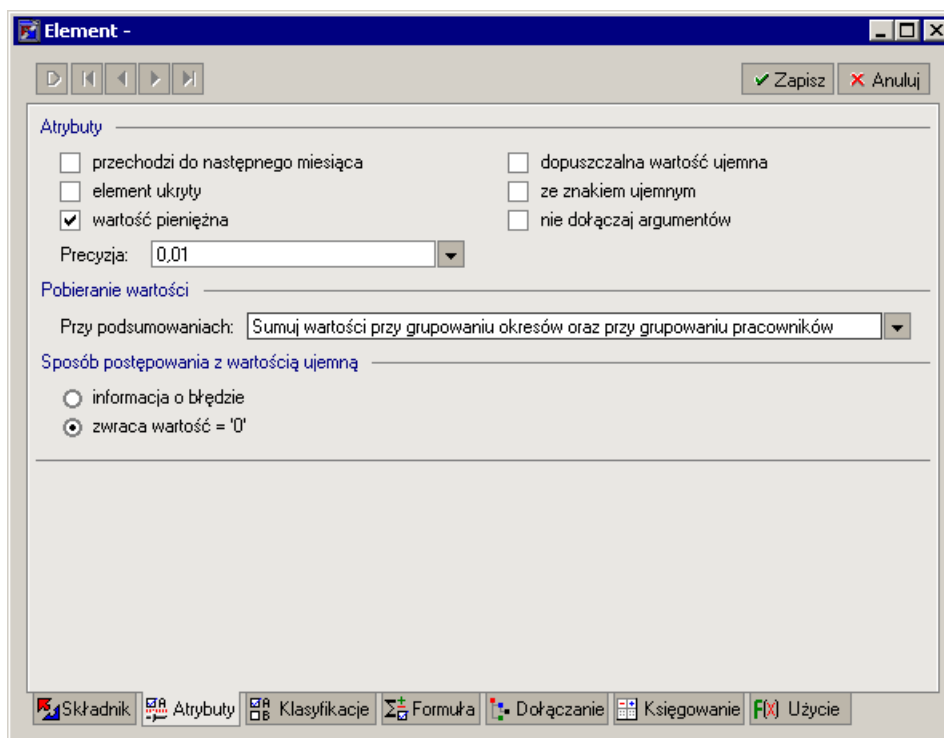 Element -
Zapisz Anuluj
Atrybuty
przechodzi do następnego miesiąca dopuszczalna wartość ujemna
element ukryty ze znakiem ujemnym
wartość pieniężna nie dołączaj argumentów
Precyzja: 0,01
Pobieranie wartości
Przy podsumowaniach: Sumuj wartości przy grupowaniu okresów oraz przy grupowaniu pracowników
Sposób postępowania z wartością ujemną
informacja o błędzie
zwraca wartość = '0'
Składnik Atrybuty Klasyfikacje Formuła Dołączanie Księgowanie F(X) Użycie